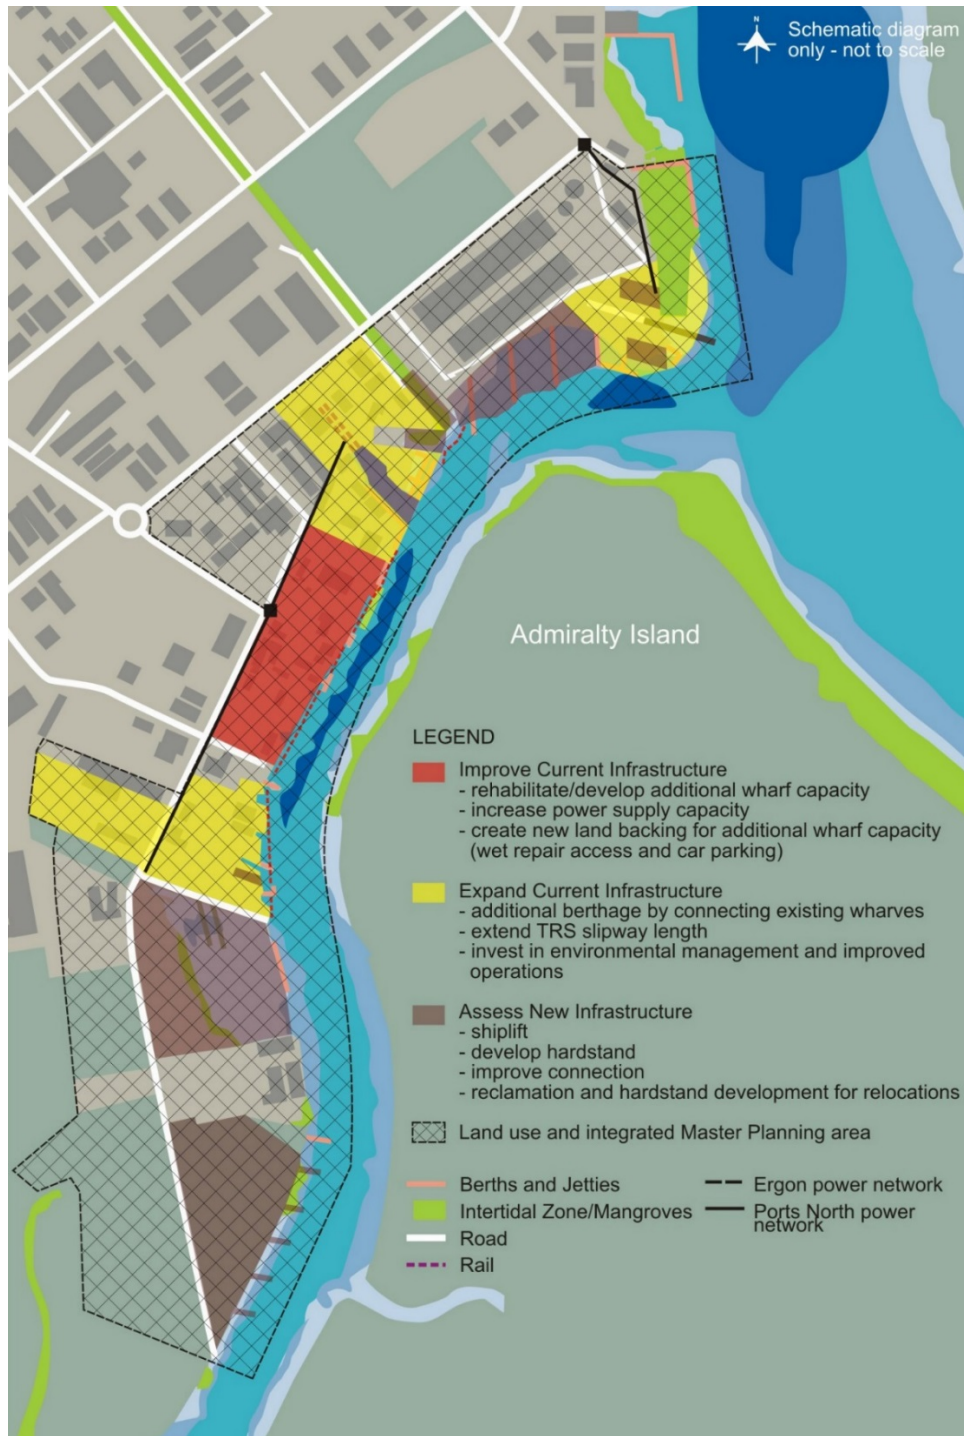 N
Schematic diagram
only - not to scale
Admiralty Island
LEGEND
Improve Current Infrastructure
- rehabilitate/develop additional wharf capacity
- increase power supply capacity
- create new land backing for additional wharf capacity
(wet repair access and car parking)
Expand Current Infrastructure
- additional berthage by connecting existing wharves
- extend TRS slipway length
- invest in environmental management and improved
operations
Assess New Infrastructure
- shiplift
- develop hardstand
- improve connection
- reclamation and hardstand development for relocations
Land use and integrated Master Planning area
Berths and Jetties
Intertidal Zone/Mangroves
Road
Rail
Ergon power network
Ports North power
network